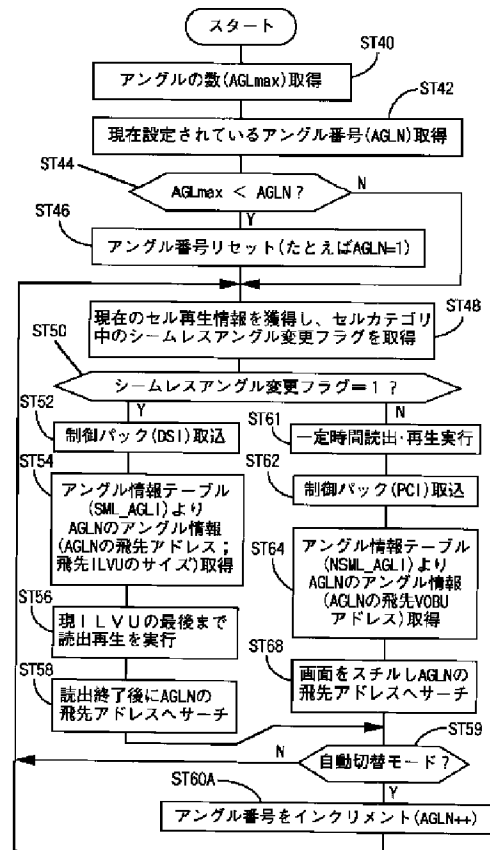 スタート
ST40
アングルの数(AGLmax)取得
ST42
現在設定されているアングル番号(AGLN)取得
ST44
AGLmax < AGLN ?
N
Y
ST46
アングル番号リセット(たとえばAGLN=1)
ST48
現在のセル再生情報を獲得し、セルカテゴリ
中のシームレスアングル変更フラグを取得
ST50
シームレスアングル変更フラグ=1 ?
Y
N
ST52
制御パック(DSI)取込
ST54
アングル情報テーブル
(SML_AGLI)より
AGLNのアングル情報
(AGLNの飛先アドレス;
飛先ILVUのサイズ)取得
ST56
現ILVUの最後まで
読出再生を実行
ST58
読出終了後にAGLNの
飛先アドレスへサーチ
ST61
一定時間読出・再生実行
ST62
制御パック(PCI)取込
ST64
アングル情報テーブル
(NSML_AGLI)より
AGLNのアングル情報
(AGLNの飛先VOBU
アドレス)取得
ST68
画面をスチルしAGLNの
飛先アドレスへサーチ
ST59
自動切替モード?
N
Y
ST60A
アングル番号をインクリメント(AGLN++)